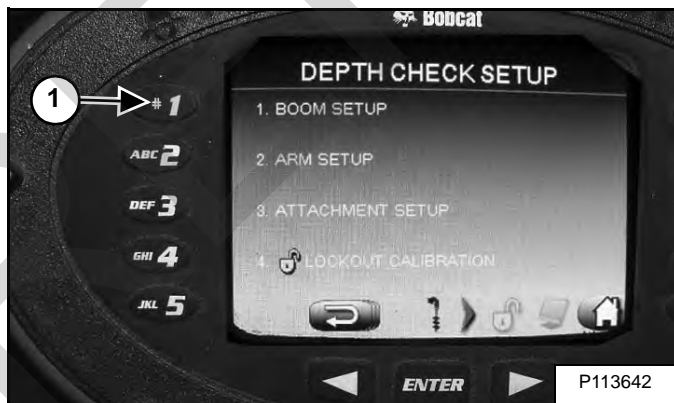 Bobcat
DEPTH CHECK SETUP
1
# 1
1. BOOM SETUP
ABC 2
2. ARM SETUP
DEF 3
3. ATTACHMENT SETUP
GHI 4
4. LOCKOUT CALIBRATION
JKL 5
ENTER
P113642